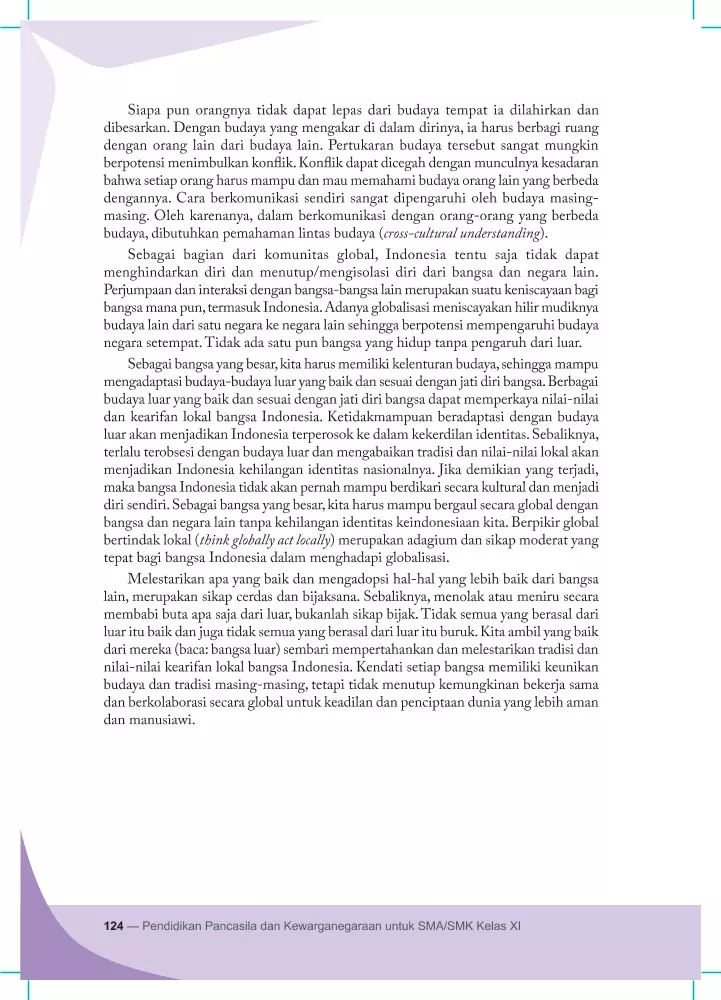 Siapa pun orangnya tidak dapat lepas dari budaya tempat ia dilahirkan dan
dibesarkan. Dengan budaya yang mengakar di dalam dirinya, ia harus berbagi ruang
dengan orang lain dari budaya lain. Pertukaran budaya tersebut sangat mungkin
berpotensi menimbulkan konflik. Konflik dapat dicegah dengan munculnya kesadaran
bahwa setiap orang harus mampu dan mau memahami budaya orang lain yang berbeda
dengannya. Cara berkomunikasi sendiri sangat dipengaruhi oleh budaya masing-
masing. Oleh karenanya, dalam berkomunikasi dengan orang-orang yang berbeda
budaya, dibutuhkan pemahaman lintas budaya (cross-cultural understanding).
Sebagai bagian dari komunitas global, Indonesia tentu saja tidak dapat
menghindarkan diri dan menutup/mengisolasi diri dari bangsa dan negara lain.
Perjumpaan dan interaksi dengan bangsa-bangsa lain merupakan suatu keniscayaan bagi
bangsa mana pun, termasuk Indonesia. Adanya globalisasi meniscayakan hilir mudiknya
budaya lain dari satu negara ke negara lain sehingga berpotensi mempengaruhi budaya
negara setempat. Tidak ada satu pun bangsa yang hidup tanpa pengaruh dari luar.
Sebagai bangsa yang besar, kita harus memiliki kelenturan budaya, sehingga mampu
mengadaptasi budaya-budaya luar yang baik dan sesuai dengan jati diri bangsa. Berbagai
budaya luar yang baik dan sesuai dengan jati diri bangsa dapat memperkaya nilai-nilai
dan kearifan lokal bangsa Indonesia. Ketidakmampuan beradaptasi dengan budaya
luar akan menjadikan Indonesia terperosok ke dalam kekerdilan identitas. Sebaliknya,
terlalu terobsesi dengan budaya luar dan mengabaikan tradisi dan nilai-nilai lokal akan
menjadikan Indonesia kehilangan identitas nasionalnya. Jika demikian yang terjadi,
maka bangsa Indonesia tidak akan pernah mampu berdikari secara kultural dan menjadi
diri sendiri. Sebagai bangsa yang besar, kita harus mampu bergaul secara global dengan
bangsa dan negara lain tanpa kehilangan identitas keindonesiaan kita. Berpikir global
bertindak lokal (think globally act locally) merupakan adagium dan sikap moderat yang
tepat bagi bangsa Indonesia dalam menghadapi globalisasi.
Melestarikan apa yang baik dan mengadopsi hal-hal yang lebih baik dari bangsa
lain, merupakan sikap cerdas dan bijaksana. Sebaliknya, menolak atau meniru secara
membabi buta apa saja dari luar, bukanlah sikap bijak. Tidak semua yang berasal dari
luar itu baik dan juga tidak semua yang berasal dari luar itu buruk. Kita ambil yang baik
dari mereka (baca: bangsa luar) sembari mempertahankan dan melestarikan tradisi dan
nilai-nilai kearifan lokal bangsa Indonesia. Kendati setiap bangsa memiliki keunikan
budaya dan tradisi masing-masing, tetapi tidak menutup kemungkinan bekerja sama
dan berkolaborasi secara global untuk keadilan dan penciptaan dunia yang lebih aman
dan manusiawi.
124 — Pendidikan Pancasila dan Kewarganegaraan untuk SMA/SMK Kelas XI